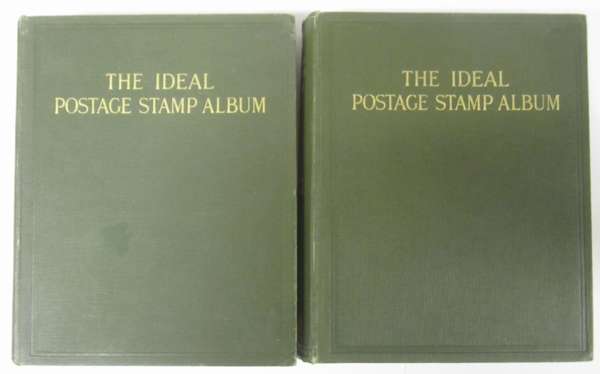 THE IDEAL
POSTAGE STAMP ALBUM
THE IDEAL
POSTAGE STAMP ALBUM